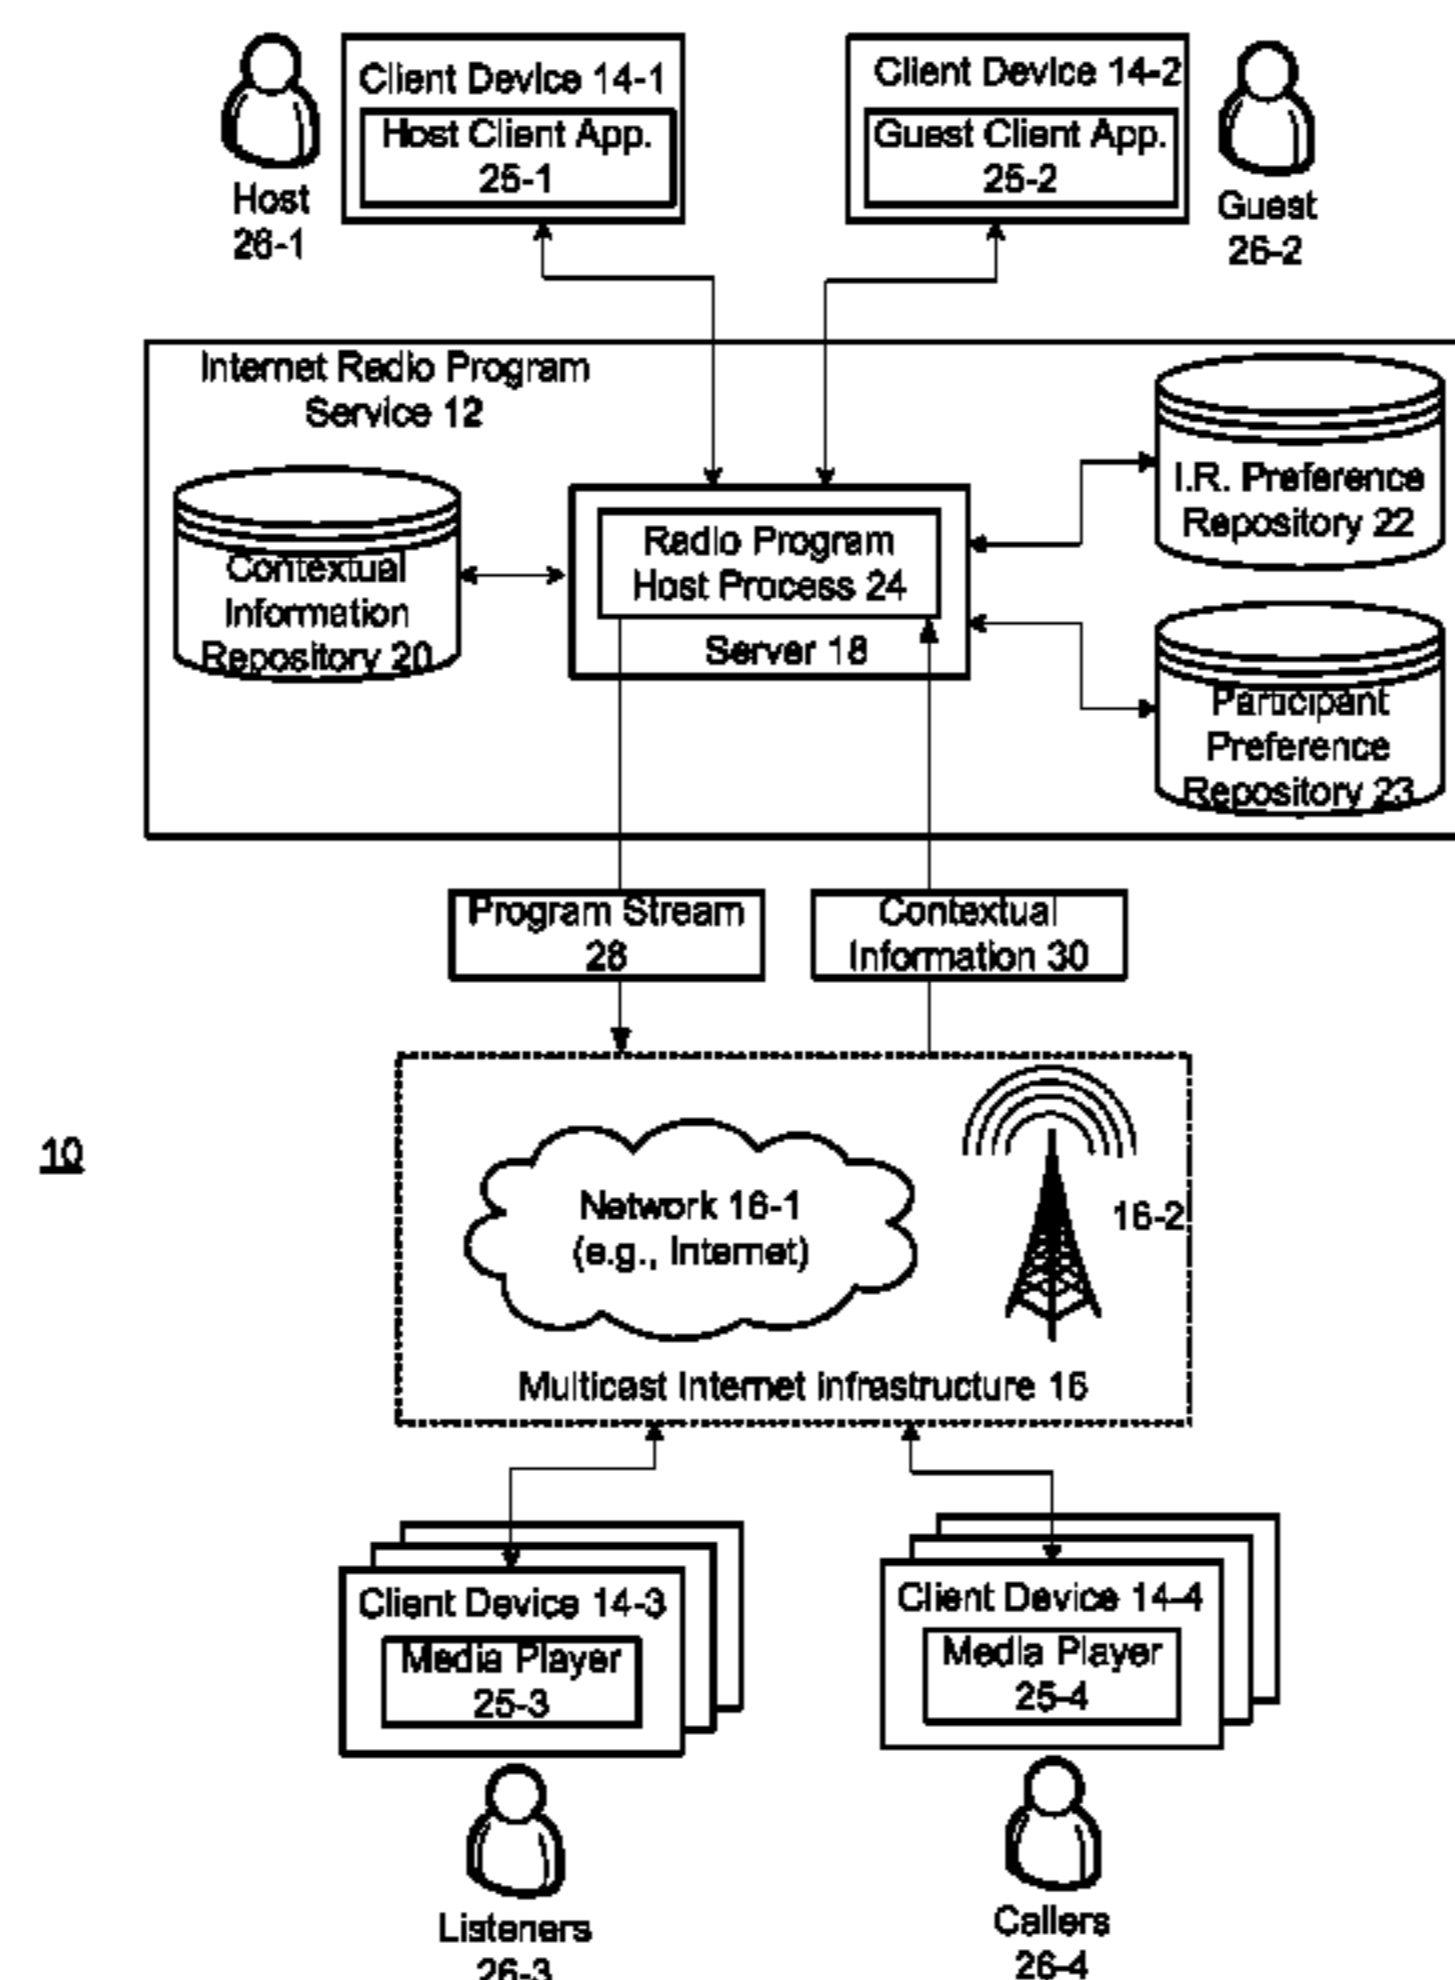 Client Device 14-1
Host Client App.
25-1
Host
26-1
Client Device 14-2
Guest Client App.
25-2
Guest
26-2
Internet Radio Program
Service 12
Contextual
Information
Repository 20
Radio Program
Host Process 24
Server 18
I.R. Preference
Repository 22
Participant
Preference
Repository 23
Program Stream
28
Contextual
Information 30
10
Network 16-1
(e.g., Internet)
16-2
Multicast Internet infrastructure 16
Client Device 14-3
Media Player
25-3
Listeners
26-3
Client Device 14-4
Media Player
25-4
Callers
26-4